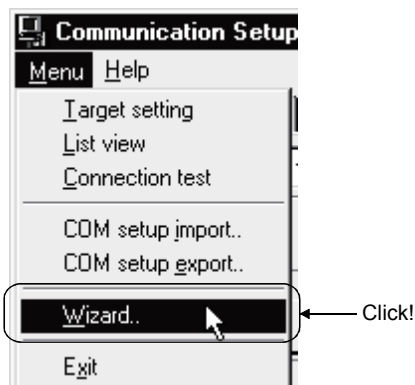 Communication Setup
Menu Help
Target setting
List view
Connection test
COM setup import..
COM setup export..
Wizard..
Click!
Exit